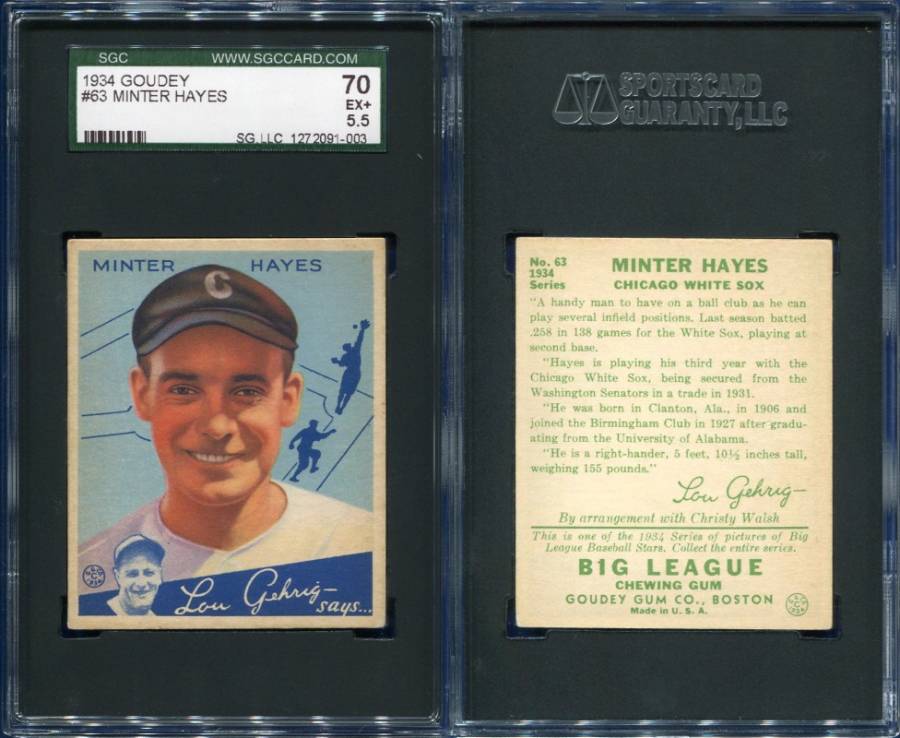 SGC WWW.SGCCARD.COM
1934 GOUDEY
#63 MINTER HAYES
70
EX+
5.5
SG,LLC 1272091-003
MINTER HAYES
C
Lou Gehrig
says...
SPORTSCARD
GUARANTY, LLC
No. 63
1934
Series
MINTER HAYES
CHICAGO WHITE SOX
"A handy man to have on a ball club as he can
play several infield positions. Last season batted
.258 in 138 games for the White Sox, playing at
second base.
"Hayes is playing his third year with the
Chicago White Sox, being secured from the
Washington Senators in a trade in 1931.
"He was born in Clanton, Ala., in 1906 and
joined the Birmingham Club in 1927 after gradu-
ating from the University of Alabama.
"He is a right-hander, 5 feet, 10½ inches tall,
weighing 155 pounds."
Lou Gehrig
By arrangement with Christy Walsh
This is one of the 1934 Series of pictures of Big
League Baseball Stars. Collect the entire series.
BIG LEAGUE
CHEWING GUM
GOUDEY GUM CO., BOSTON
Made in U. S. A.